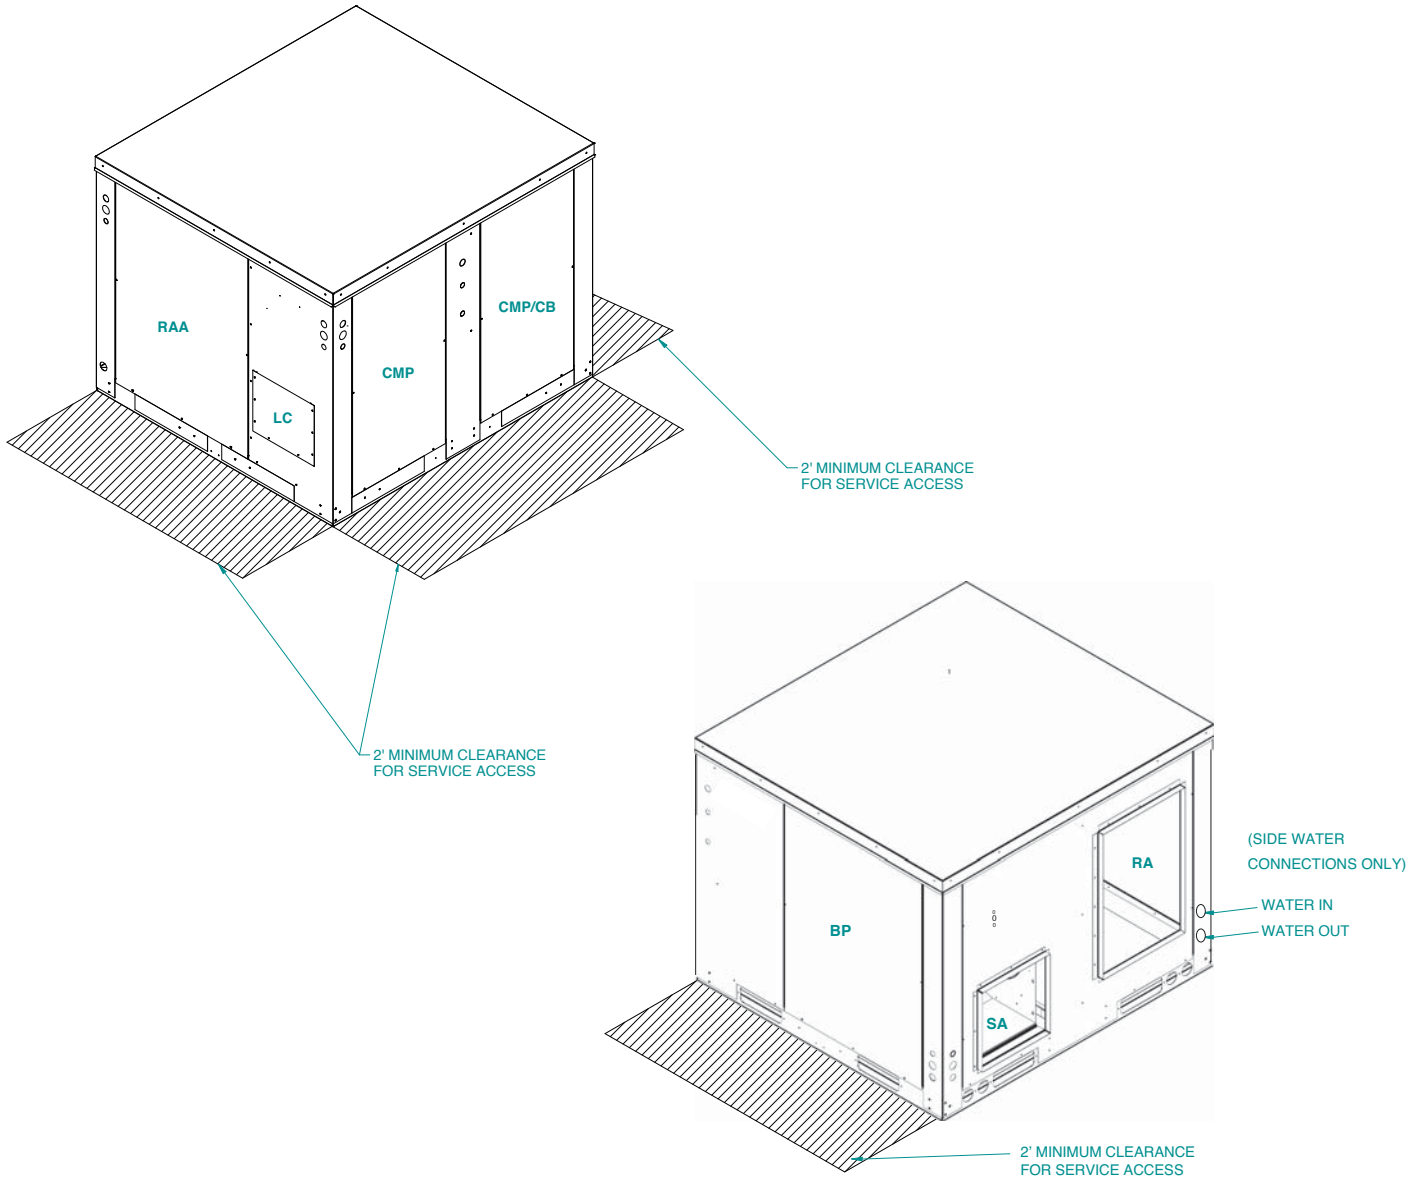 RAA
CMP/CB
CMP
LC
2' MINIMUM CLEARANCE
FOR SERVICE ACCESS
2' MINIMUM CLEARANCE
FOR SERVICE ACCESS
(SIDE WATER
CONNECTIONS ONLY)
RA
WATER IN
WATER OUT
BP
SA
2' MINIMUM CLEARANCE
FOR SERVICE ACCESS